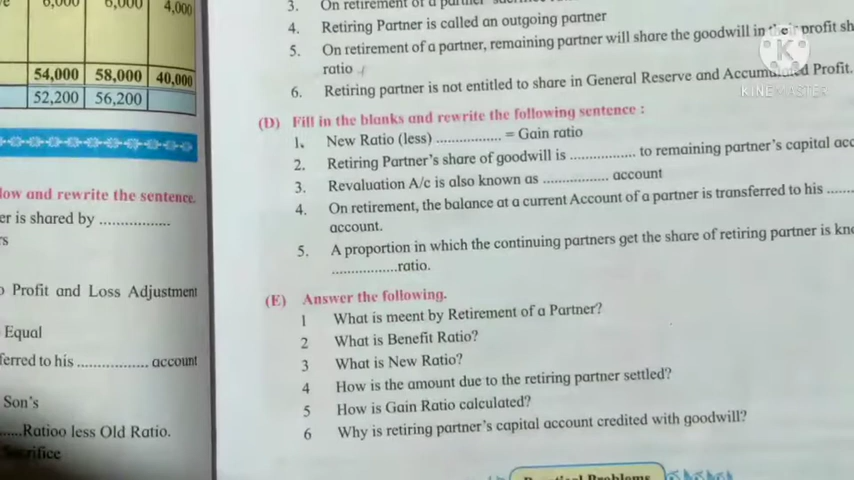 6,000 6,000 4,000
54,000 58,000 40,000
52,200 56,200
low and rewrite the sentence.
er is shared by ..................
Profit and Loss Adjustment
Equal
ferred to his .................. account
Son's
.....Ratioo less Old Ratio.
3. On retirement of a partner
4. Retiring Partner is called an outgoing partner
5. On retirement of a partner, remaining partner will share the goodwill in their profit sh
ratio
6. Retiring partner is not entitled to share in General Reserve and Accumulated Profit.
KINEMASTER
(D) Fill in the blanks and rewrite the following sentence :
1. New Ratio (less) ................. = Gain ratio
2. Retiring Partner's share of goodwill is ................. to remaining partner's capital acc
3. Revaluation A/c is also known as ................. account
4. On retirement, the balance at a current Account of a partner is transferred to his .......
account.
5. A proportion in which the continuing partners get the share of retiring partner is kno
.................ratio.
(E) Answer the following.
1 What is meent by Retirement of a Partner?
2 What is Benefit Ratio?
3 What is New Ratio?
4 How is the amount due to the retiring partner settled?
5 How is Gain Ratio calculated?
6 Why is retiring partner's capital account credited with goodwill?
Practical Problems